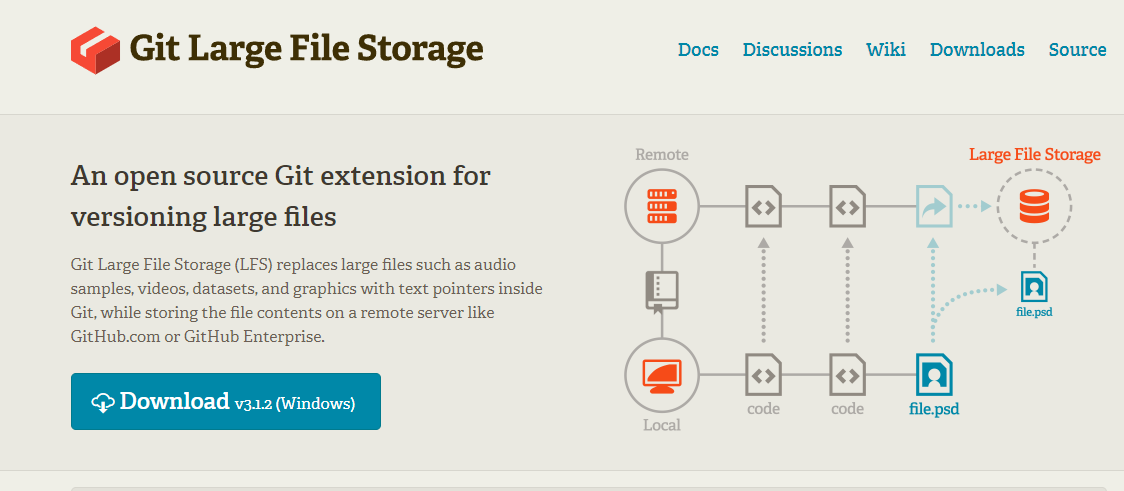 Git Large File Storage
Docs Discussions Wiki Downloads Source
An open source Git extension for
versioning large files
Git Large File Storage (LFS) replaces large files such as audio
samples, videos, datasets, and graphics with text pointers inside
Git, while storing the file contents on a remote server like
GitHub.com or GitHub Enterprise.
Download v3.1.2 (Windows)
Remote
Large File Storage
file.psd
code
code
file.psd
Local